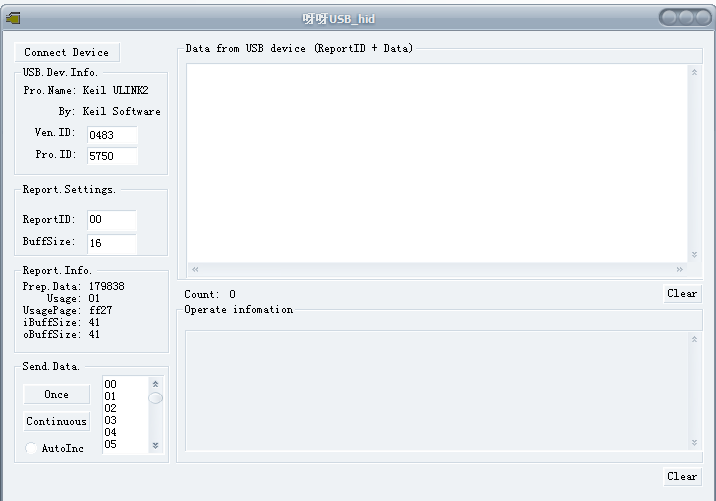 呀呀USB_hid
Connect Device
USB.Dev.Info.
Pro.Name: Keil ULINK2
By: Keil Software
Ven.ID: 0483
Pro.ID: 5750
Report.Settings.
ReportID: 00
BuffSize: 16
Report.Info.
Prep.Data: 179838
Usage: 01
UsagePage: ff27
iBuffSize: 41
oBuffSize: 41
Send.Data.
Once
Continuous
AutoInc
00
01
02
03
04
05
Data from USB device (ReportID + Data)
Count: 0
Clear
Operate infomation
Clear